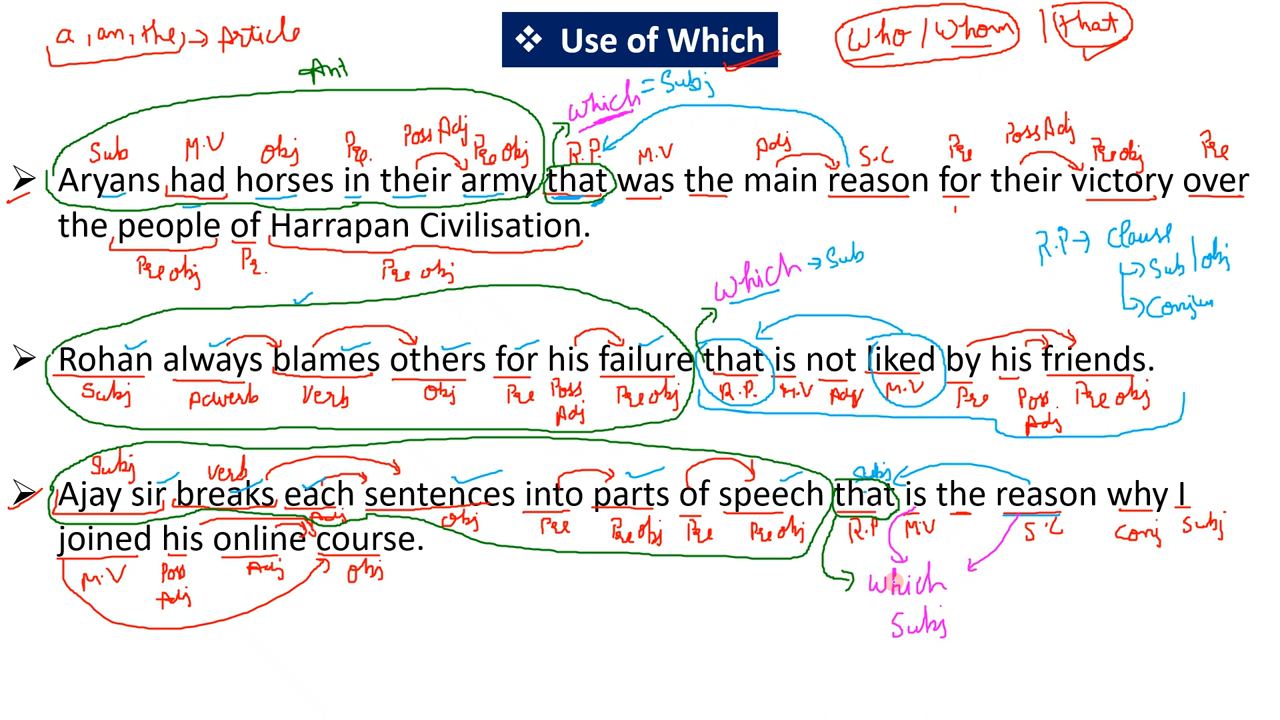 a, an, the, → Article
❖ Use of Which
Who / Whom / that
Ant
which = Subj
Sub M.V Obj Pre. Poss Adj Pre Obj R.P. M.V Adj S.C Pre Poss Adj Pre obj Pre
➤ Aryans had horses in their army that was the main reason for their victory over
the people of Harrapan Civilisation.
Pre obj Pr. Pre obj
R.P → Clause
→ Sub / obj
→ Conjun
which → Sub
➤ Rohan always blames others for his failure that is not liked by his friends.
Subj Adverb Verb Obj Pre Poss Adj Pre obj R.P. M.V Adv M.V Pre Poss Adj Pre obj
Subj verb Subj
➤ Ajay sir breaks each sentences into parts of speech that is the reason why I
Adj Obj Pre Pre Obj Pre Pre Obj R.P M.V S.C Conj Subj
joined his online course.
M.V Poss Adj Adj Obj
which
Subj